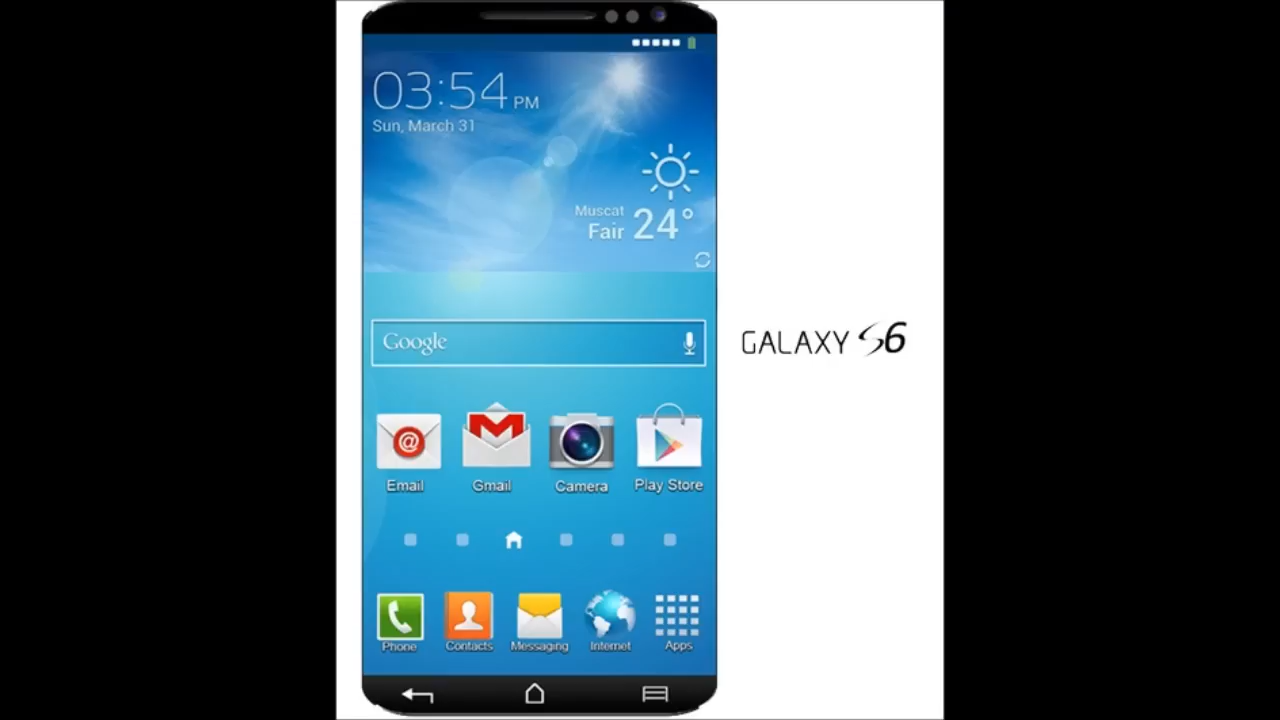 03:54 PM
Sun, March 31
Muscat
Fair 24°
Google
GALAXY S6
Email Gmail Camera Play Store
Phone Contacts Messaging Internet Apps